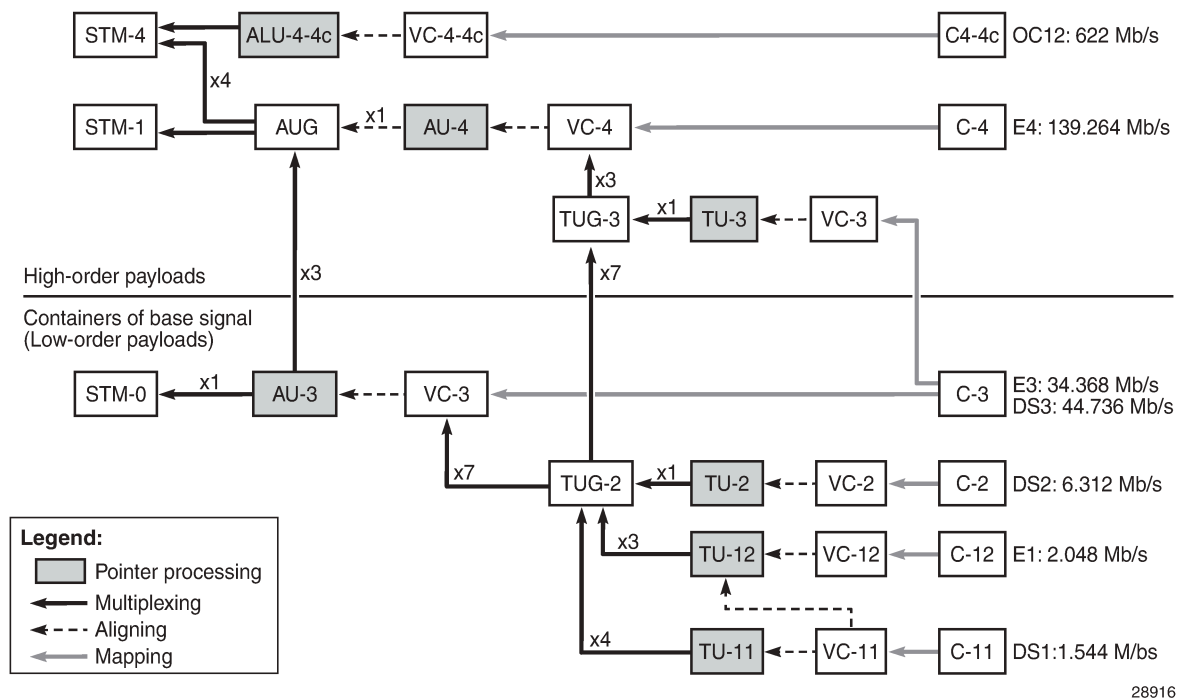 STM-4 ALU-4-4c VC-4-4c C4-4c OC12: 622 Mb/s
x4
STM-1 AUG x1 AU-4 VC-4 C-4 E4: 139.264 Mb/s
x3
TUG-3 x1 TU-3 VC-3
High-order payloads x3 x7
Containers of base signal
(Low-order payloads)
STM-0 x1 AU-3 VC-3 C-3 E3: 34.368 Mb/s
DS3: 44.736 Mb/s
x7 TUG-2 x1 TU-2 VC-2 C-2 DS2: 6.312 Mb/s
x3 TU-12 VC-12 C-12 E1: 2.048 Mb/s
x4 TU-11 VC-11 C-11 DS1:1.544 M/bs
Legend:
Pointer processing
Multiplexing
Aligning
Mapping
28916